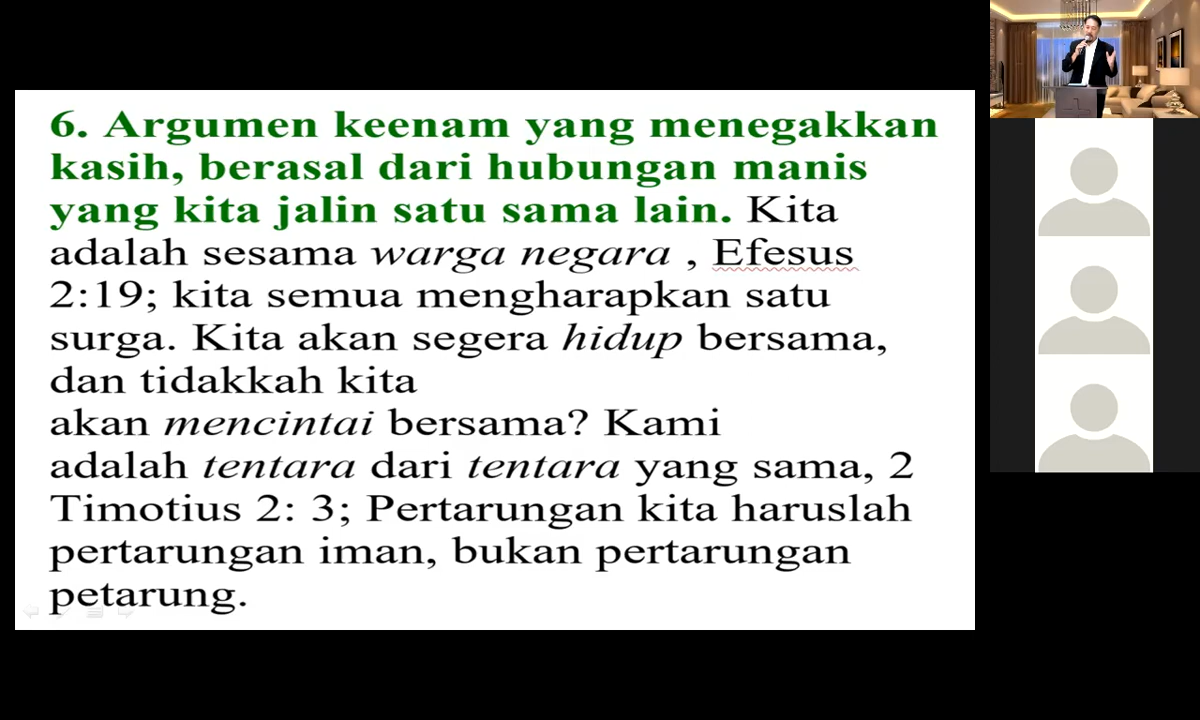 6. Argumen keenam yang menegakkan
kasih, berasal dari hubungan manis
yang kita jalin satu sama lain. Kita
adalah sesama warga negara , Efesus
2:19; kita semua mengharapkan satu
surga. Kita akan segera hidup bersama,
dan tidakkah kita
akan mencintai bersama? Kami
adalah tentara dari tentara yang sama, 2
Timotius 2: 3; Pertarungan kita haruslah
pertarungan iman, bukan pertarungan
petarung.